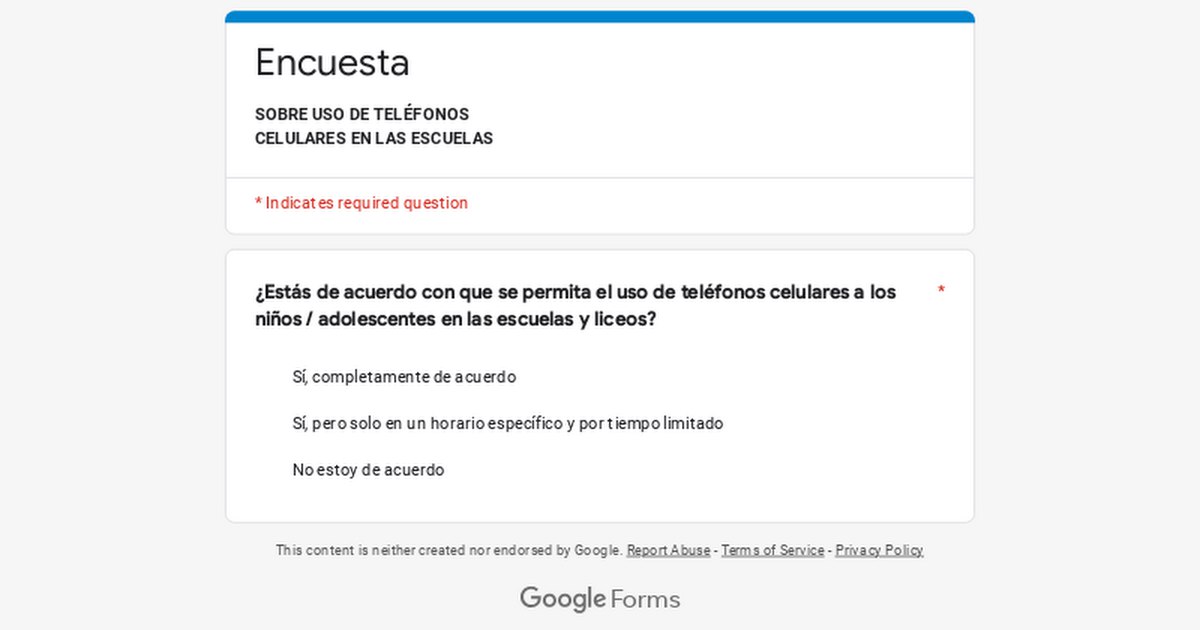 Encuesta
SOBRE USO DE TELÉFONOS
CELULARES EN LAS ESCUELAS
* Indicates required question
¿Estás de acuerdo con que se permita el uso de teléfonos celulares a los *
niños / adolescentes en las escuelas y liceos?
Sí, completamente de acuerdo
Sí, pero solo en un horario específico y por tiempo limitado
No estoy de acuerdo
This content is neither created nor endorsed by Google. Report Abuse - Terms of Service - Privacy Policy
Google Forms